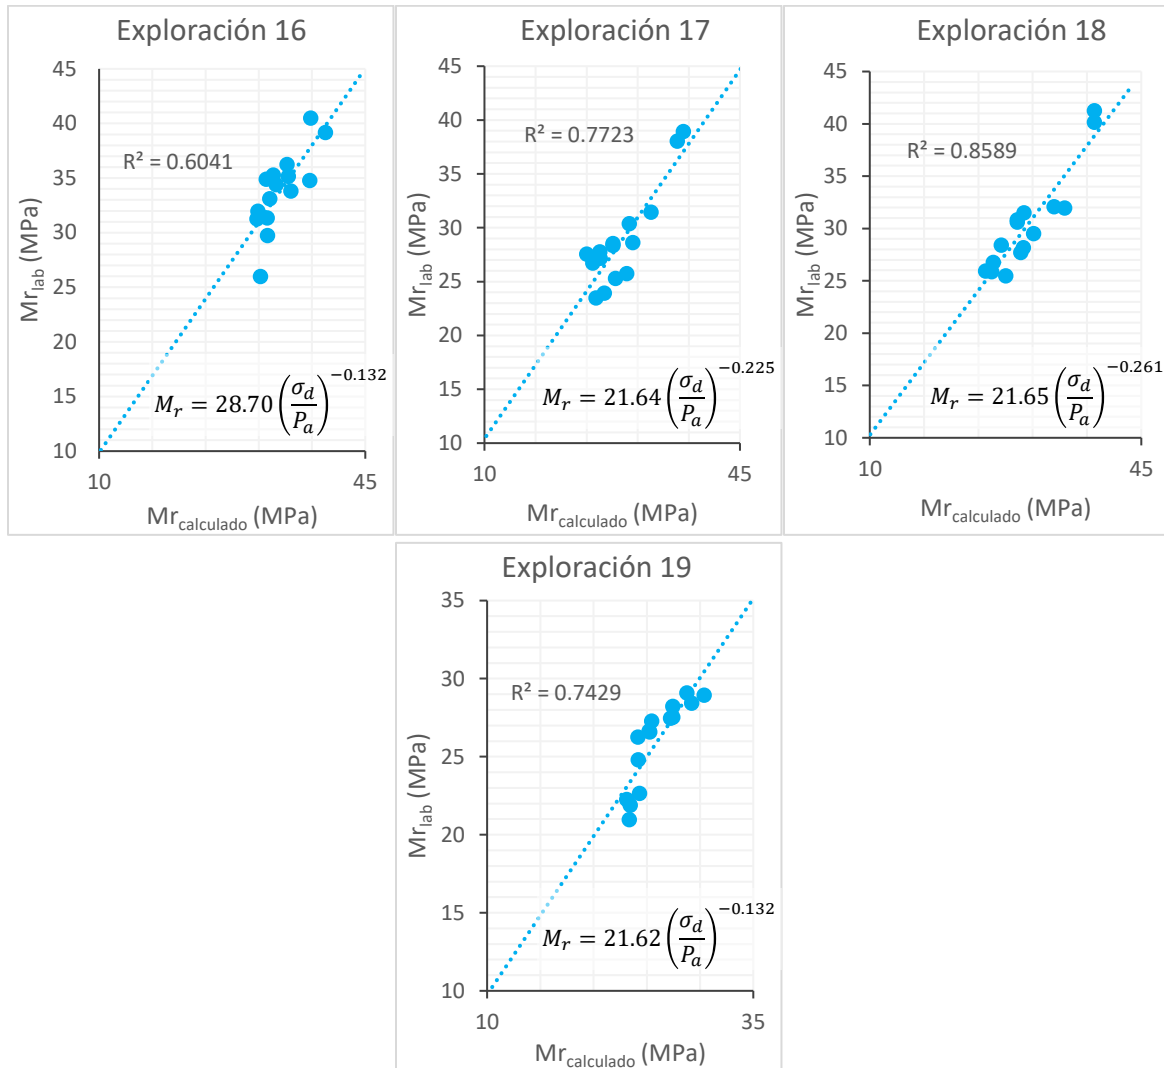 Exploración 16
45
40
35
30
25
20
15
10
10
45
R² = 0.6041
Mr_lab (MPa)
M_r = 28.70 (σ_d/P_a)^−0.132
Mr_calculado (MPa)
Exploración 17
45
40
35
30
25
20
15
10
10
45
R² = 0.7723
Mr_lab (MPa)
M_r = 21.64 (σ_d/P_a)^−0.225
Mr_calculado (MPa)
Exploración 18
45
40
35
30
25
20
15
10
10
45
R² = 0.8589
Mr_lab (MPa)
M_r = 21.65 (σ_d/P_a)^−0.261
Mr_calculado (MPa)
Exploración 19
35
30
25
20
15
10
10
35
R² = 0.7429
Mr_lab (MPa)
M_r = 21.62 (σ_d/P_a)^−0.132
Mr_calculado (MPa)